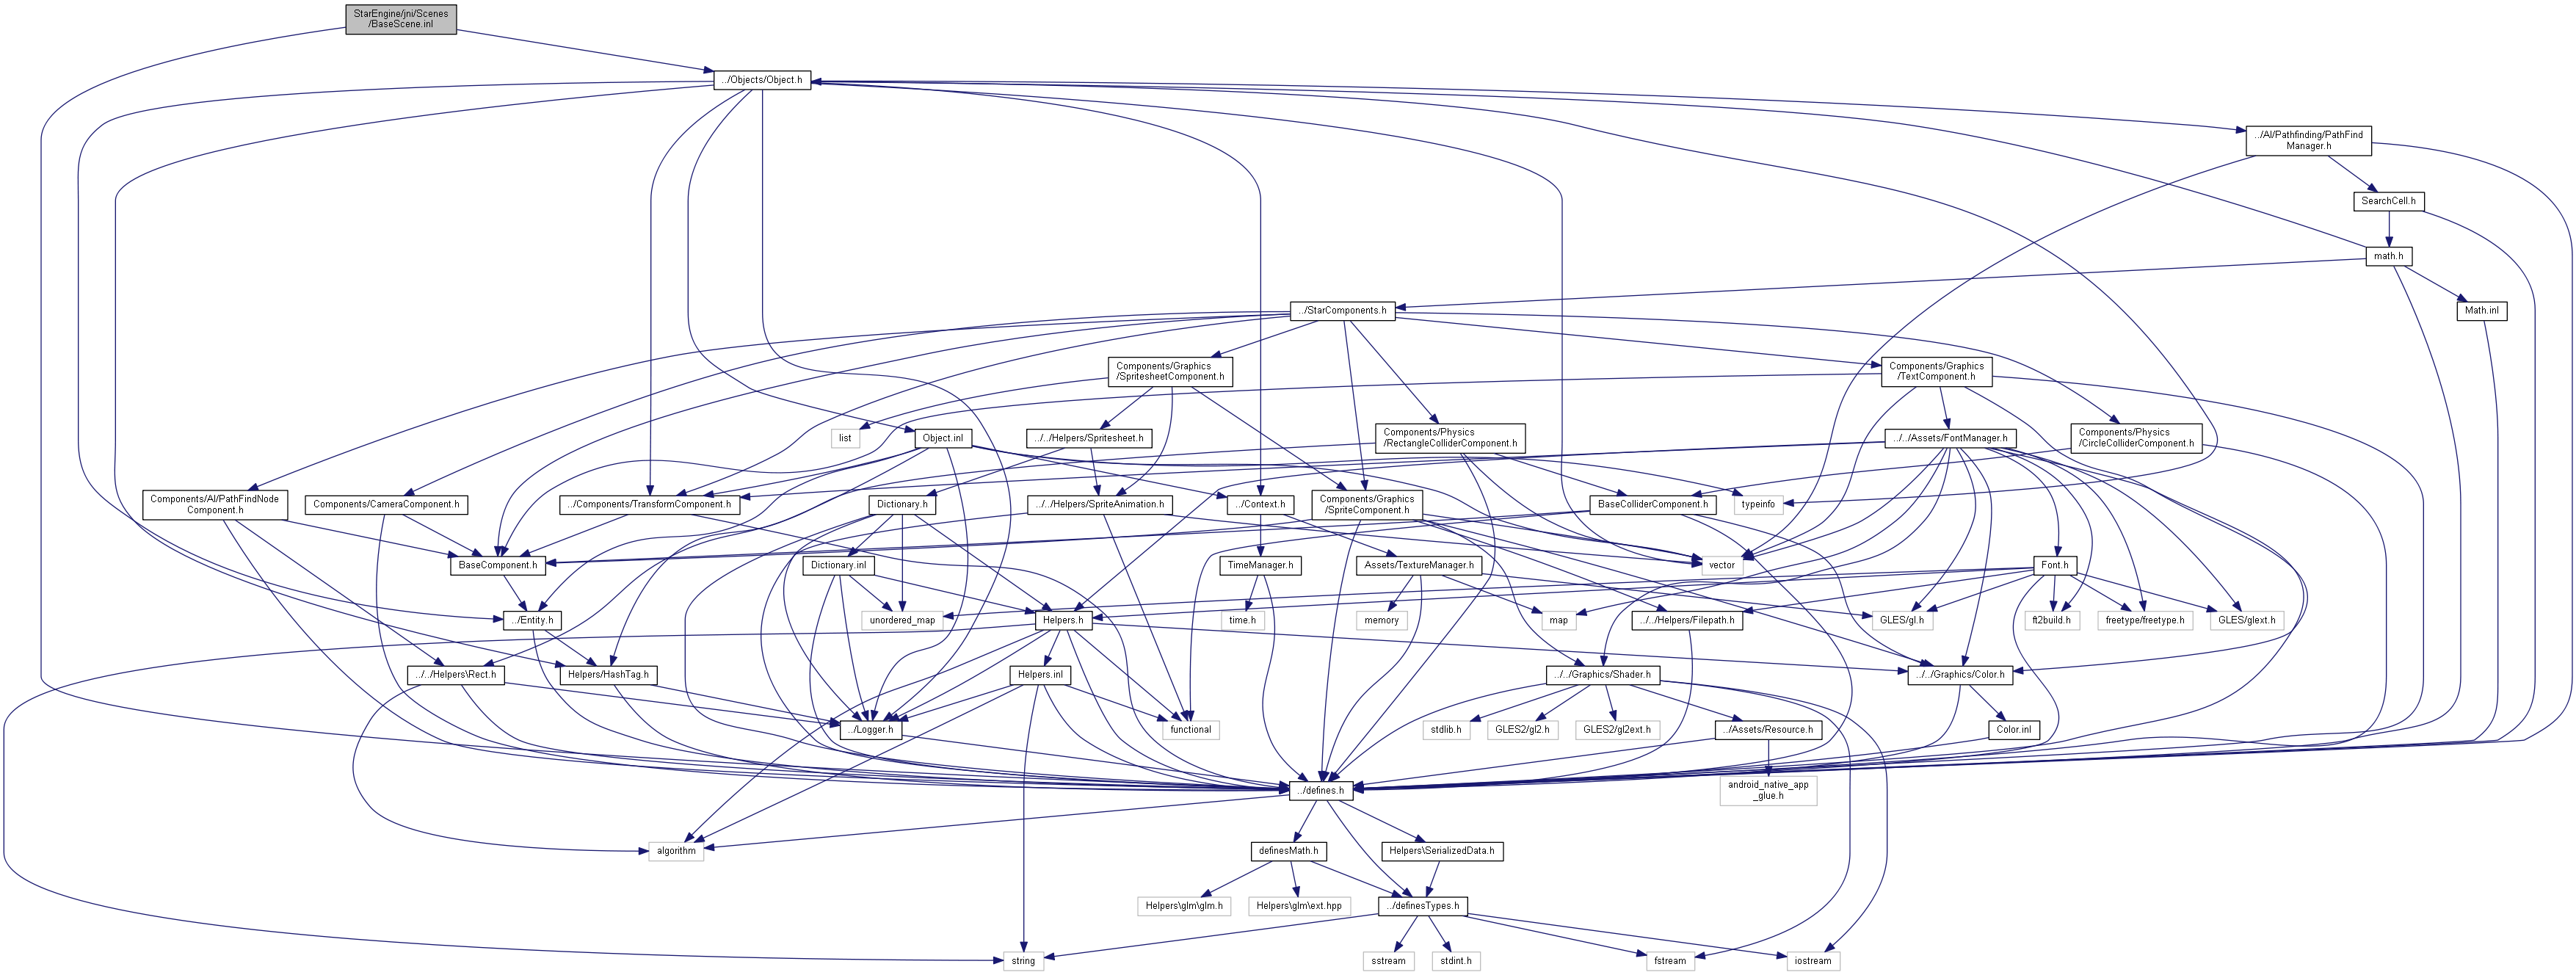 StarEngine/jni/Scenes
/BaseScene.inl
../Objects/Object.h
../AI/Pathfinding/PathFind
Manager.h
SearchCell.h
math.h
../StarComponents.h
Math.inl
Components/Graphics
/SpritesheetComponent.h
Components/Graphics
/TextComponent.h
list
Object.inl
../../Helpers/Spritesheet.h
Components/Physics
/RectangleColliderComponent.h
../../Assets/FontManager.h
Components/Physics
/CircleColliderComponent.h
Components/AI/PathFindNode
Component.h
Components/CameraComponent.h
../Components/TransformComponent.h
Dictionary.h
../../Helpers/SpriteAnimation.h
../Context.h
Components/Graphics
/SpriteComponent.h
BaseColliderComponent.h
typeinfo
BaseComponent.h
Dictionary.inl
TimeManager.h
Assets/TextureManager.h
vector
Font.h
../Entity.h
unordered_map
Helpers.h
time.h
memory
map
../../Helpers/Filepath.h
GLES/gl.h
ft2build.h
freetype/freetype.h
GLES/glext.h
../../Helpers\Rect.h
Helpers/HashTag.h
Helpers.inl
../../Graphics/Shader.h
../../Graphics/Color.h
../Logger.h
functional
stdlib.h
GLES2/gl2.h
GLES2/gl2ext.h
../Assets/Resource.h
Color.inl
../defines.h
android_native_app
_glue.h
algorithm
definesMath.h
Helpers\SerializedData.h
Helpers\glm\glm.h
Helpers\glm\ext.hpp
../definesTypes.h
string
sstream
stdint.h
fstream
iostream